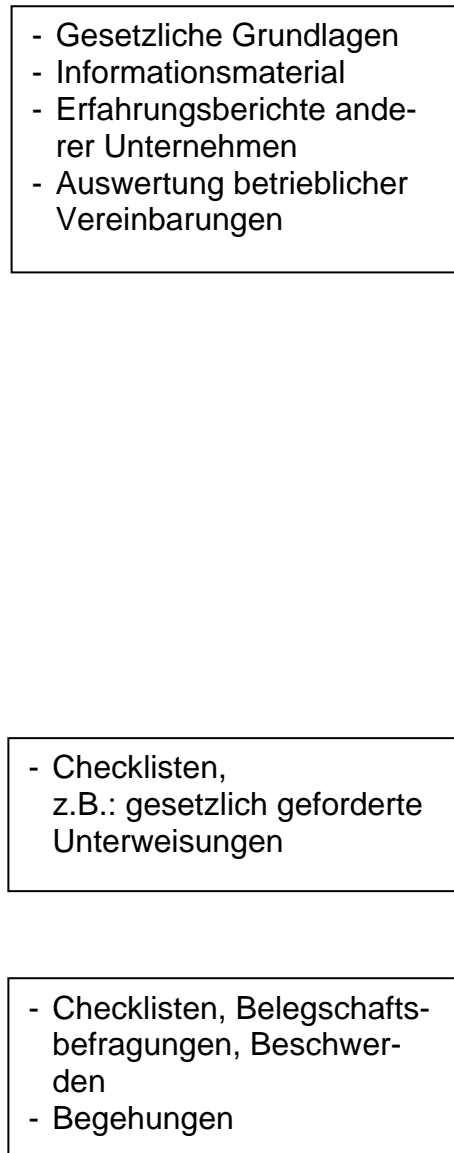 - Gesetzliche Grundlagen
- Informationsmaterial
- Erfahrungsberichte ande-
rer Unternehmen
- Auswertung betrieblicher
Vereinbarungen
- Checklisten,
z.B.: gesetzlich geforderte
Unterweisungen
- Checklisten, Belegschafts-
befragungen, Beschwer-
den
- Begehungen